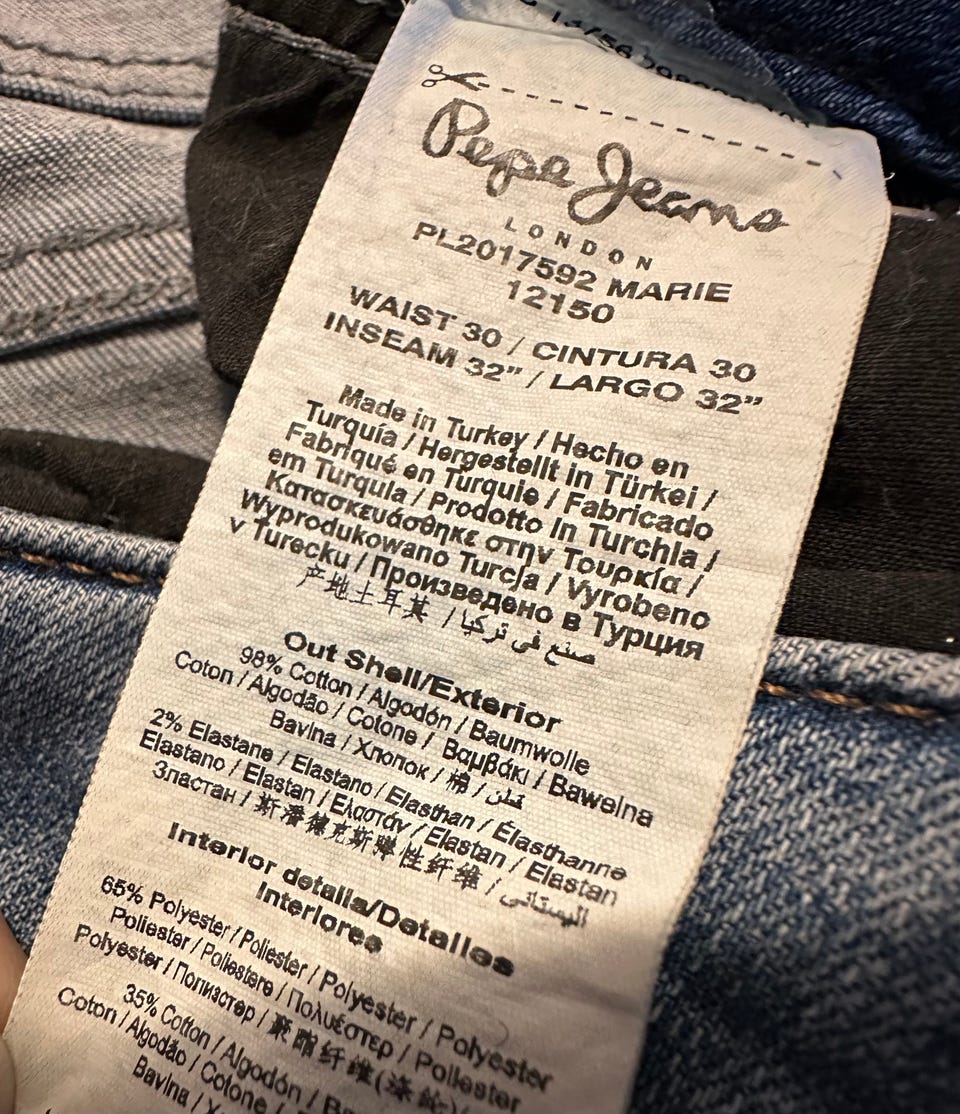 Pepe Jeans
LONDON
PL2017592 MARIE
12150
WAIST 30 / CINTURA 30
INSEAM 32" / LARGO 32"
Made in Turkey / Hecho en
Turquía / Hergestellt in Türkei /
Fabriqué en Turquie / Fabricado
em Turquia / Prodotto in Turchia /
Κατασκευάσθηκε στην Τουρκία /
Wyprodukowano Turcja / Vyrobeno
v Turecku / Произведено в Турция
产地土耳其 / صنع في تركيا
Out Shell/Exterior
98% Cotton / Algodón / Baumwolle
Coton / Algodão / Cotone / Βαμβάκι / Bawelna
Bavlna / Хлопок / 棉 / قطن
2% Elastane / Elastano / Elasthan / Élasthanne
Elastano / Elastan / Ελαστάν / Elastan / Elastan
Эластан / 斯潘德克斯弹性纤维 /
Interior details/Detalles
Interiores
65% Polyester / Poliester / Polyester / Polyester
Poliester / Poliestere / Πολυέστερ / Poliester
Polyester / Полиэстер / 聚酯纤维(涤纶)/
35% Cotton / Algodón /
Coton / Algodão / Cotone /
Bavlna /